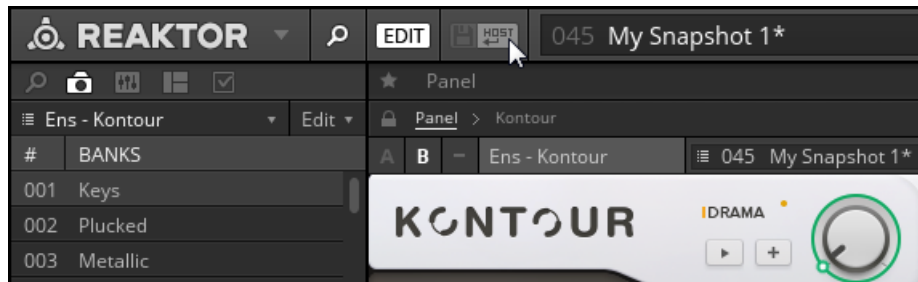 REAKTOR EDIT HOST 045 My Snapshot 1*
Panel
Ens - Kontour Edit Panel > Kontour
# BANKS A B – Ens - Kontour 045 My Snapshot 1*
001 Keys
KONTOUR DRAMA
002 Plucked
003 Metallic